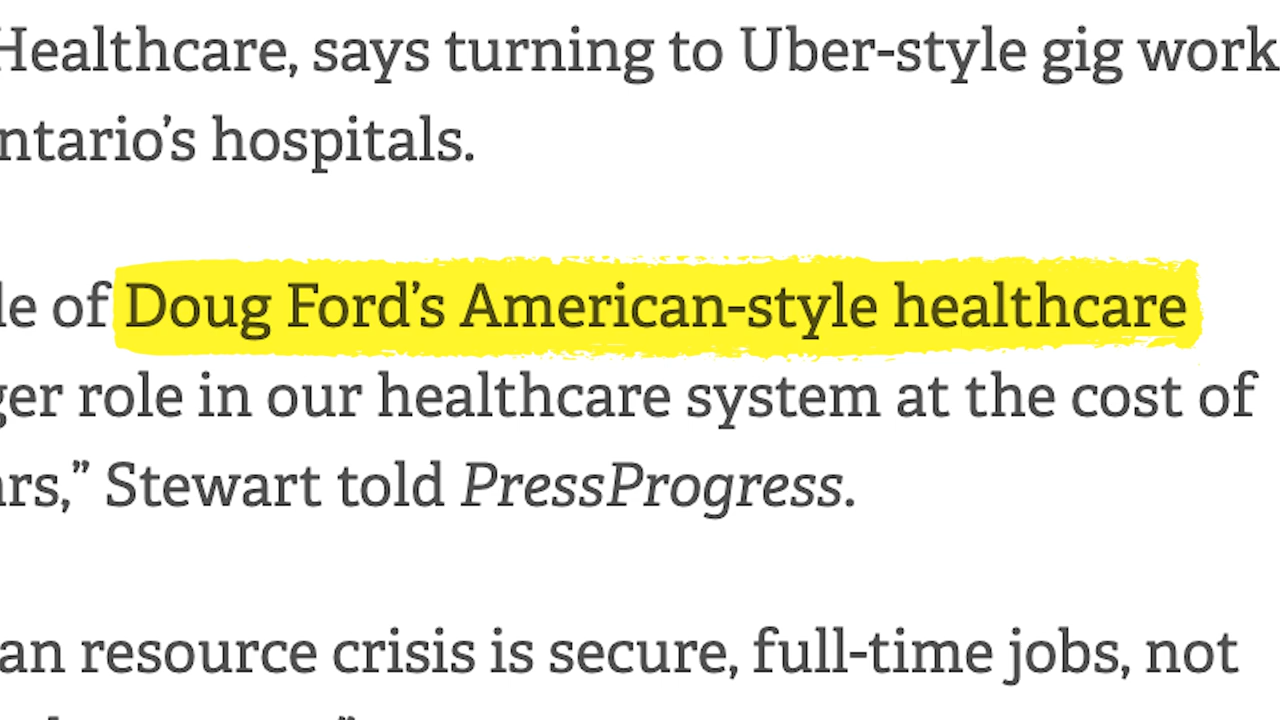 Healthcare, says turning to Uber-style gig work
ntario’s hospitals.
le of Doug Ford’s American-style healthcare
ger role in our healthcare system at the cost of
rs,” Stewart told PressProgress.
an resource crisis is secure, full-time jobs, not